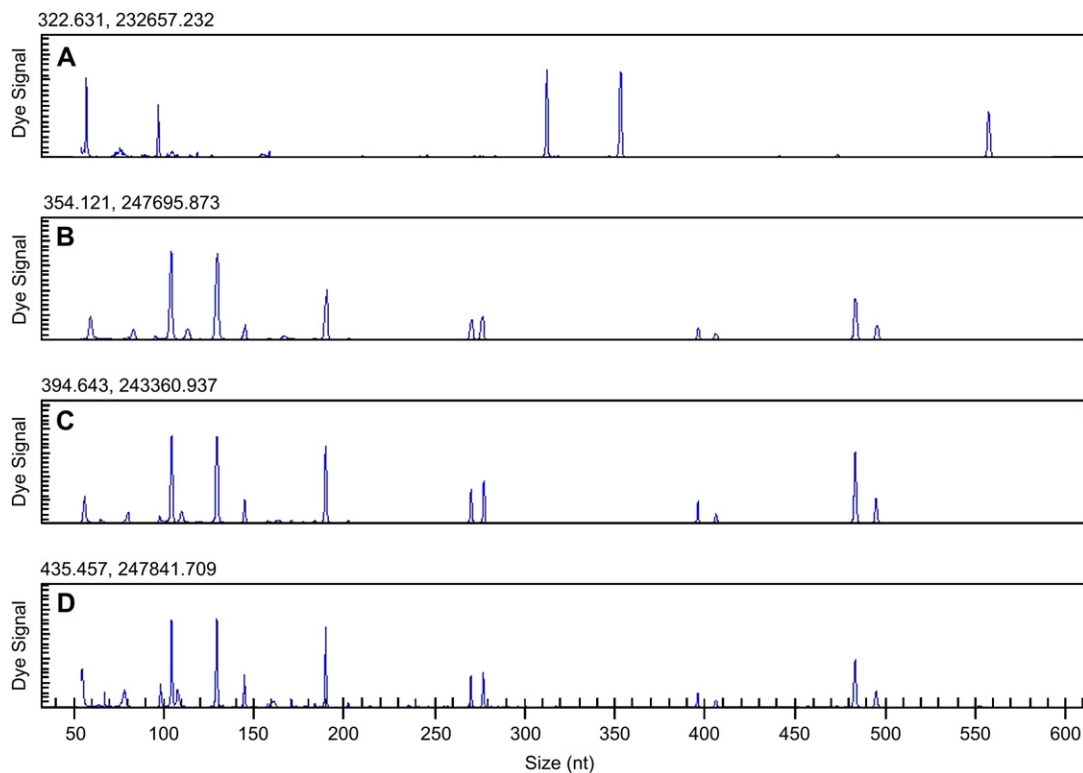 322.631, 232657.232
A
Dye Signal
354.121, 247695.873
B
Dye Signal
394.643, 243360.937
C
Dye Signal
435.457, 247841.709
D
Dye Signal
50 100 150 200 250 300 350 400 450 500 550 600
Size (nt)